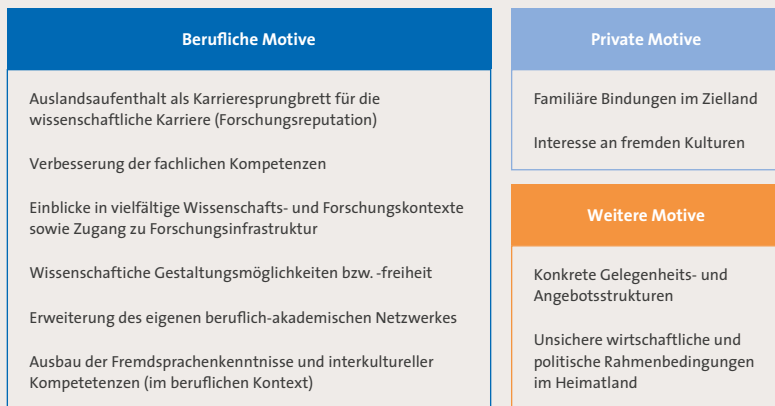 Berufliche Motive
Auslandsaufenthalt als Karrieresprungbrett für die
wissenschaftliche Karriere (Forschungsreputation)
Verbesserung der fachlichen Kompetenzen
Einblicke in vielfältige Wissenschafts- und Forschungskontexte
sowie Zugang zu Forschungsinfrastruktur
Wissenschaftiche Gestaltungsmöglichkeiten bzw. -freiheit
Erweiterung des eigenen beruflich-akademischen Netzwerkes
Ausbau der Fremdsprachenkenntnisse und interkultureller
Kompetetenzen (im beruflichen Kontext)
Private Motive
Familiäre Bindungen im Zielland
Interesse an fremden Kulturen
Weitere Motive
Konkrete Gelegenheits- und
Angebotsstrukturen
Unsichere wirtschaftliche und
politische Rahmenbedingungen
im Heimatland